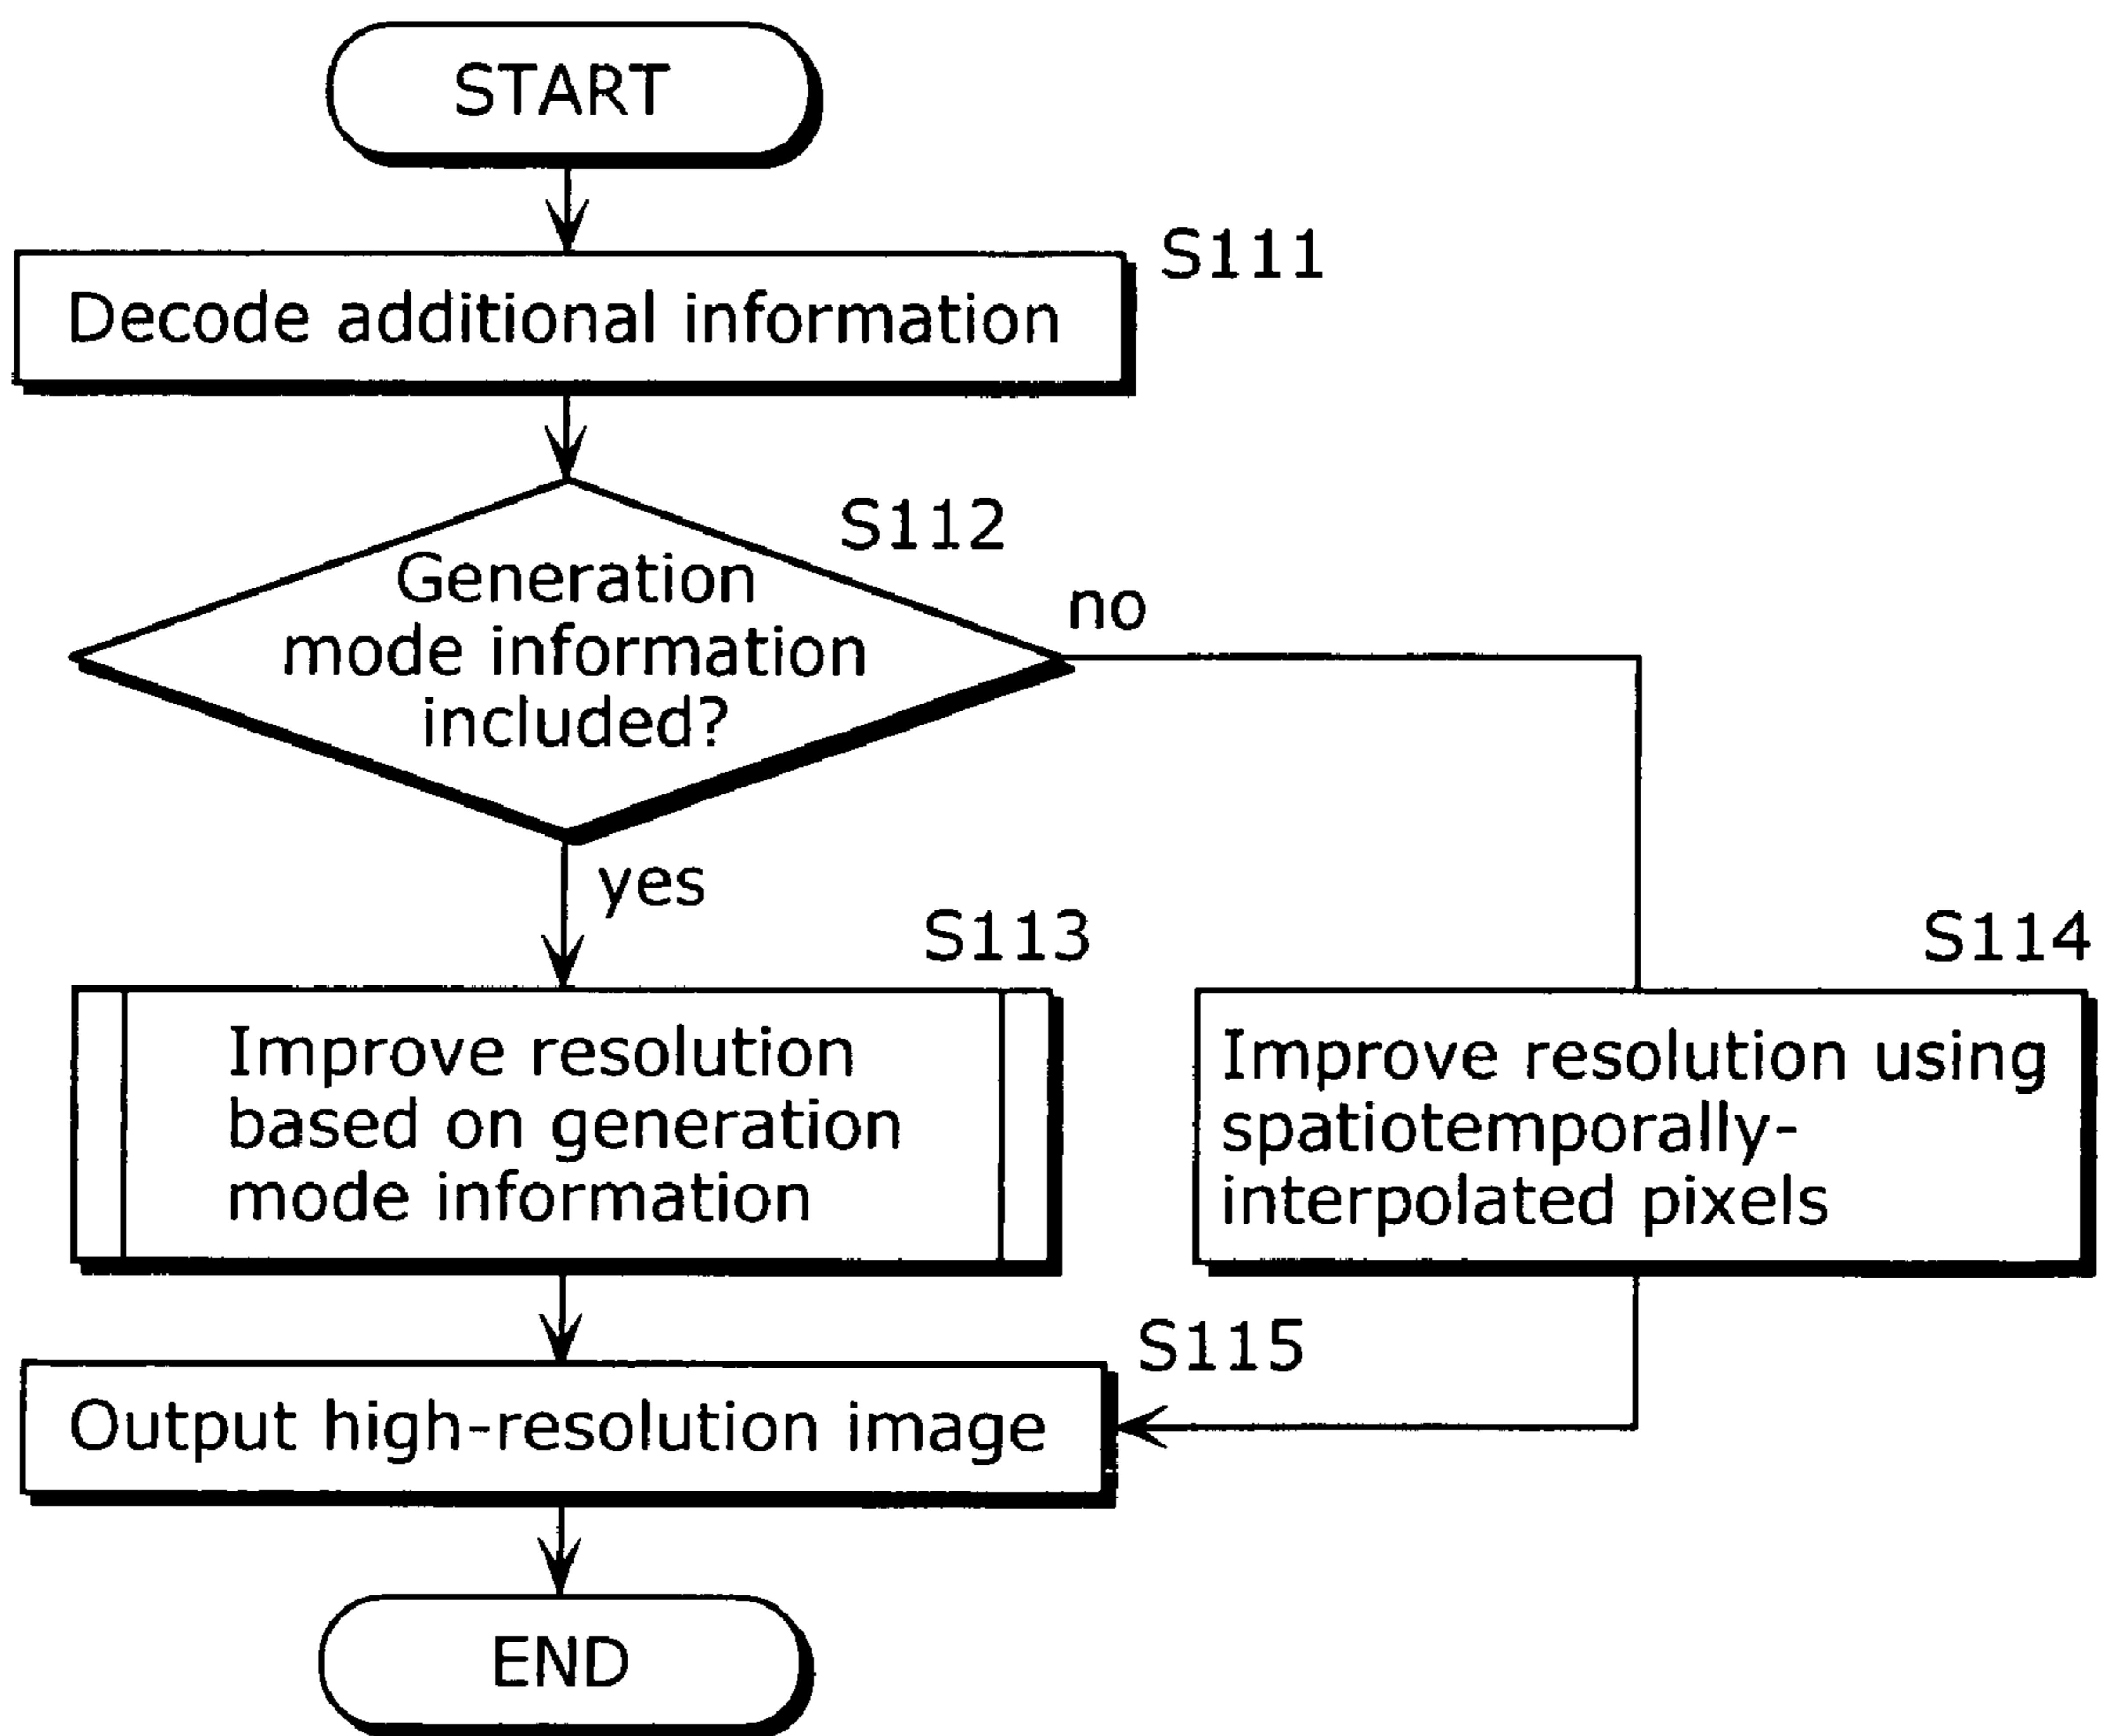 START
S111
Decode additional information
S112
Generation
mode information
included?
no
yes
S113
Improve resolution
based on generation
mode information
S114
Improve resolution using
spatiotemporally-
interpolated pixels
S115
Output high-resolution image
END